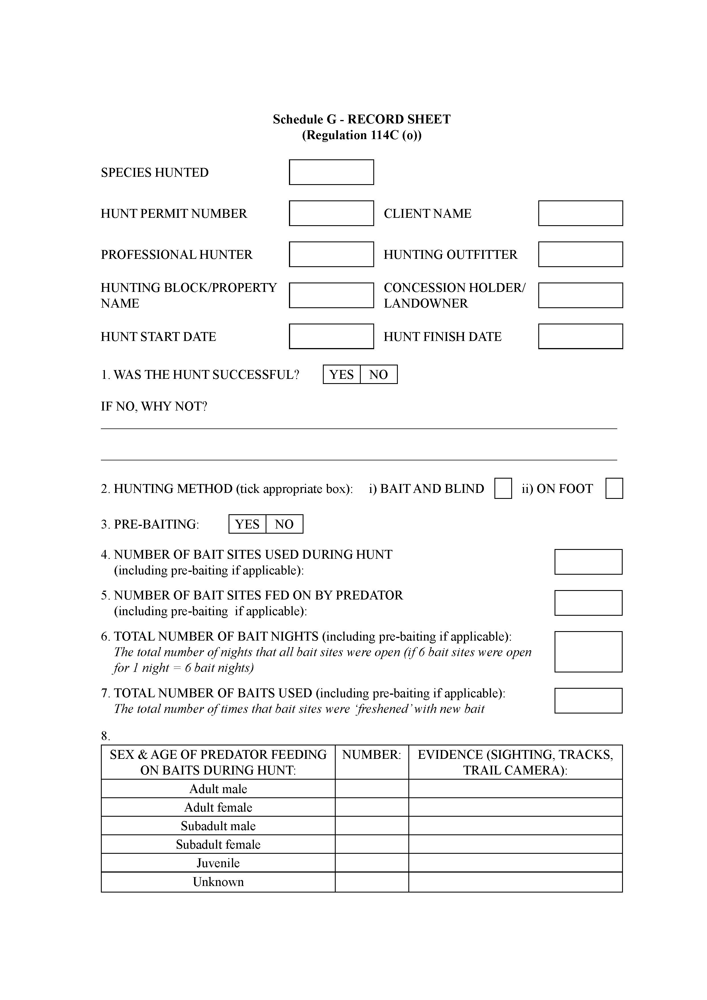 Schedule G - RECORD SHEET
(Regulation 114C (o))
SPECIES HUNTED
HUNT PERMIT NUMBER CLIENT NAME
PROFESSIONAL HUNTER HUNTING OUTFITTER
HUNTING BLOCK/PROPERTY
NAME
CONCESSION HOLDER/
LANDOWNER
HUNT START DATE HUNT FINISH DATE
1. WAS THE HUNT SUCCESSFUL? YES NO
IF NO, WHY NOT?
2. HUNTING METHOD (tick appropriate box): i) BAIT AND BLIND ii) ON FOOT
3. PRE-BAITING: YES NO
4. NUMBER OF BAIT SITES USED DURING HUNT
(including pre-baiting if applicable):
5. NUMBER OF BAIT SITES FED ON BY PREDATOR
(including pre-baiting if applicable):
6. TOTAL NUMBER OF BAIT NIGHTS (including pre-baiting if applicable):
The total number of nights that all bait sites were open (if 6 bait sites were open
for 1 night = 6 bait nights)
7. TOTAL NUMBER OF BAITS USED (including pre-baiting if applicable):
The total number of times that bait sites were ‘freshened’ with new bait
8.
SEX & AGE OF PREDATOR FEEDING
ON BAITS DURING HUNT:
NUMBER:
EVIDENCE (SIGHTING, TRACKS,
TRAIL CAMERA):
Adult male
Adult female
Subadult male
Subadult female
Juvenile
Unknown